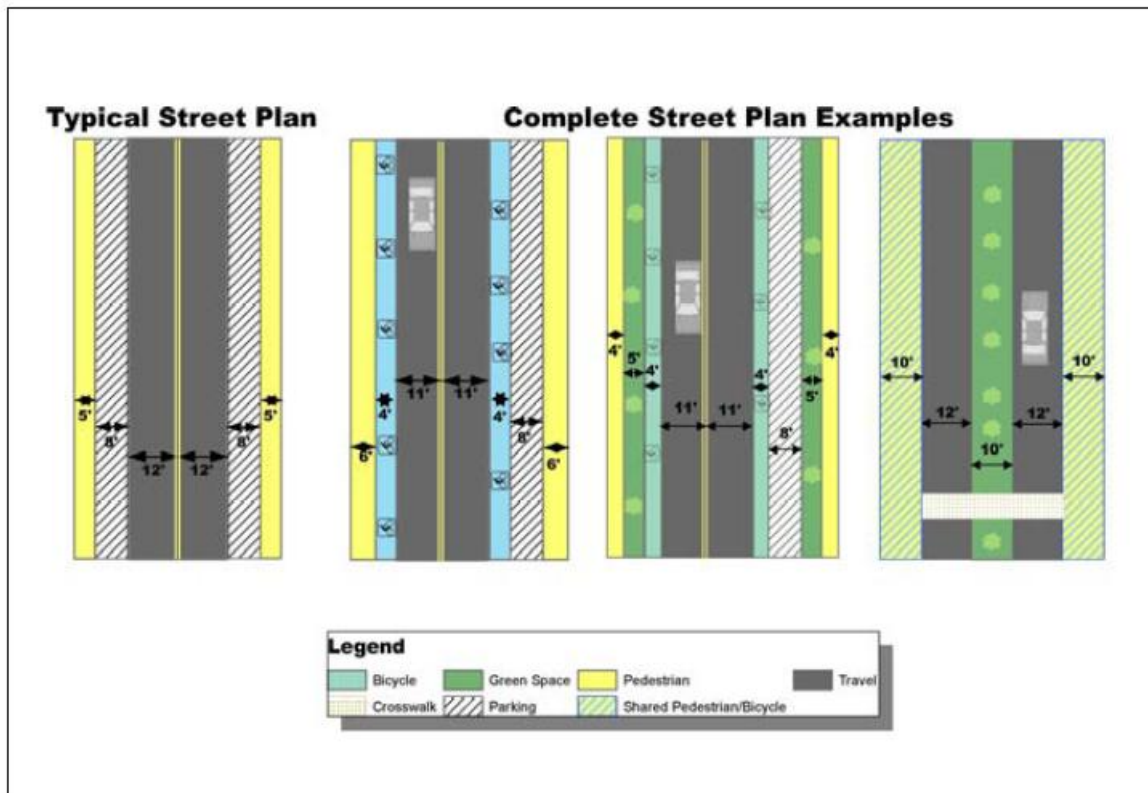 Typical Street Plan
Complete Street Plan Examples
5'
8'
12'
12'
8'
5'
6'
4'
11'
11'
4'
8'
6'
4'
5'
4'
11'
11'
4'
8'
5'
4'
10'
12'
10'
12'
10'
Legend
Bicycle
Green Space
Pedestrian
Travel
Crosswalk
Parking
Shared Pedestrian/Bicycle